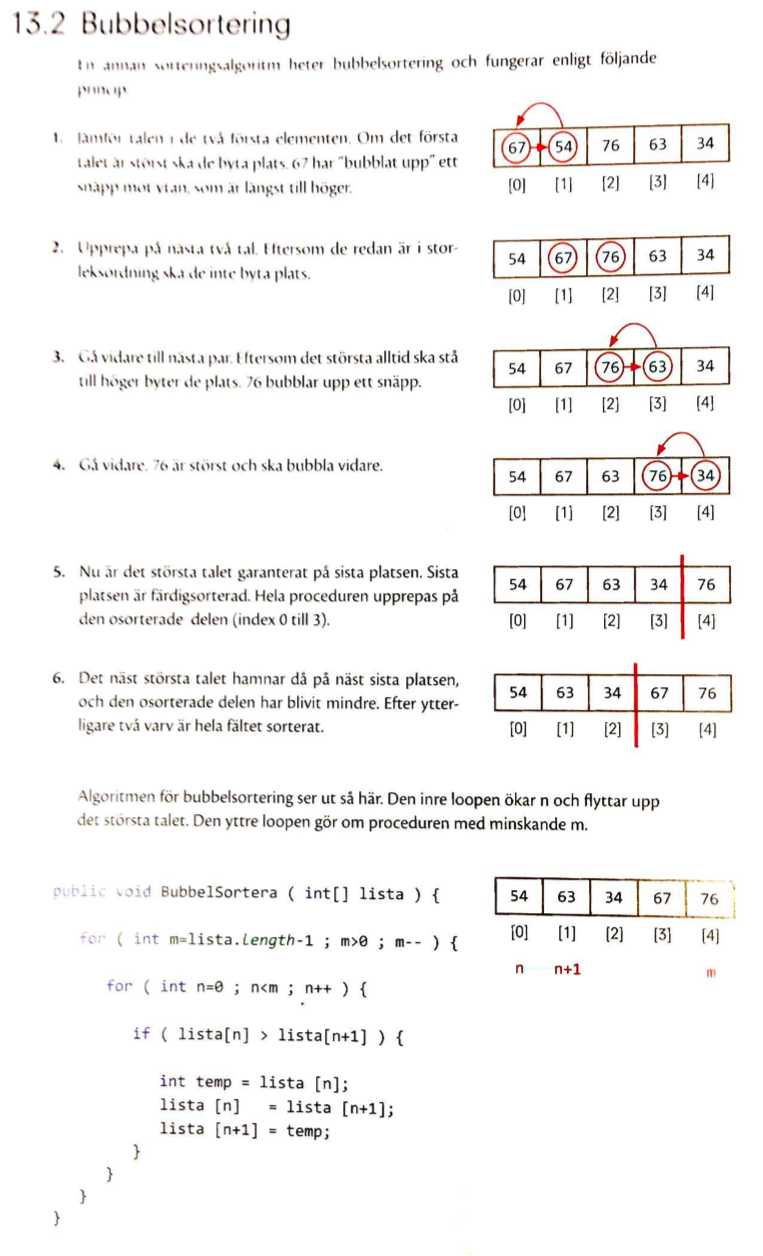 13.2 Bubbelsortering
En annan sorteringsalgoritm heter bubbelsortering och fungerar enligt följande
princip
1. Jämför talen i de två första elementen. Om det första
talet är störst ska de byta plats. 67 har "bubblat upp" ett
snäpp mot ytan, som är längst till höger.
67 54 76 63 34
[0] [1] [2] [3] [4]
2. Upprepa på nästa två tal. Eftersom de redan är i stor-
leksordning ska de inte byta plats.
54 67 76 63 34
[0] [1] [2] [3] [4]
3. Gå vidare till nästa par. Eftersom det största alltid ska stå
till höger byter de plats. 76 bubblar upp ett snäpp.
54 67 76 63 34
[0] [1] [2] [3] [4]
4. Gå vidare. 76 är störst och ska bubbla vidare.
54 67 63 76 34
[0] [1] [2] [3] [4]
5. Nu är det största talet garanterat på sista platsen. Sista
platsen är färdigsorterad. Hela proceduren upprepas på
den osorterade delen (index 0 till 3).
54 67 63 34 76
[0] [1] [2] [3] [4]
6. Det näst största talet hamnar då på näst sista platsen,
och den osorterade delen har blivit mindre. Efter ytter-
ligare två varv är hela fältet sorterat.
54 63 34 67 76
[0] [1] [2] [3] [4]
Algoritmen för bubbelsortering ser ut så här. Den inre loopen ökar n och flyttar upp
det största talet. Den yttre loopen gör om proceduren med minskande m.
public void BubbelSortera ( int[] lista ) {
for ( int m=lista.Length-1 ; m>0 ; m-- ) {
for ( int n=0 ; n<m ; n++ ) {
if ( lista[n] > lista[n+1] ) {
int temp = lista [n];
lista [n] = lista [n+1];
lista [n+1] = temp;
}
}
}
}
54 63 34 67 76
[0] [1] [2] [3] [4]
n n+1 m